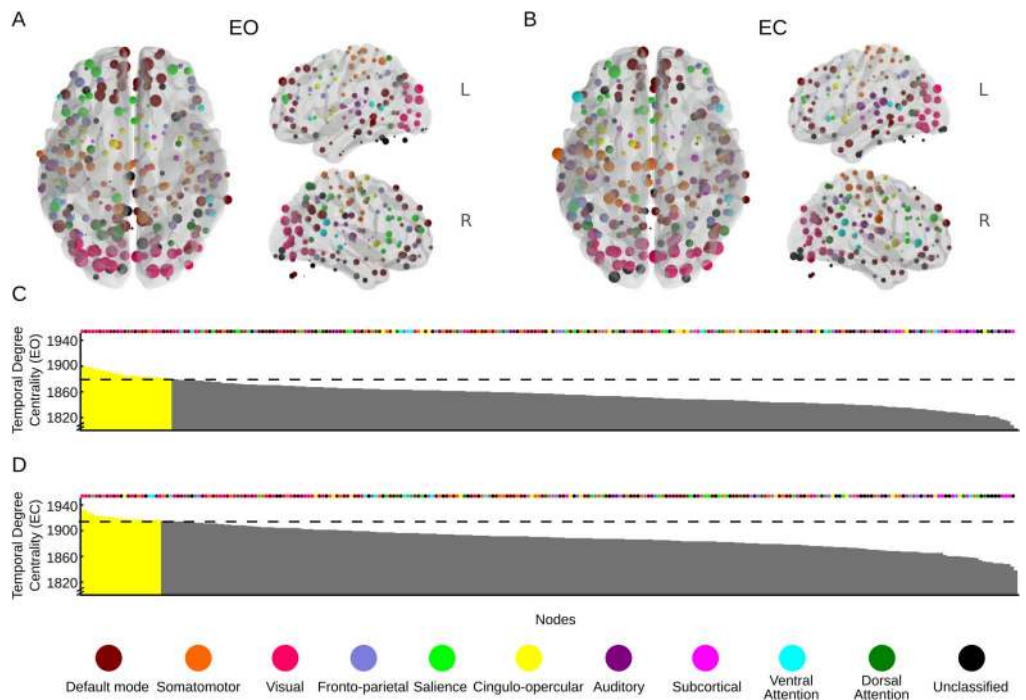 A
EO
B
EC
L
L
R
R
C
Temporal Degree
Centrality (EO)
1940
1900
1860
1820
D
Temporal Degree
Centrality (EC)
1940
1900
1860
1820
Nodes
Default mode
Somatomotor
Visual
Fronto-parietal
Salience
Cingulo-opercular
Auditory
Subcortical
Ventral
Attention
Dorsal
Attention
Unclassified